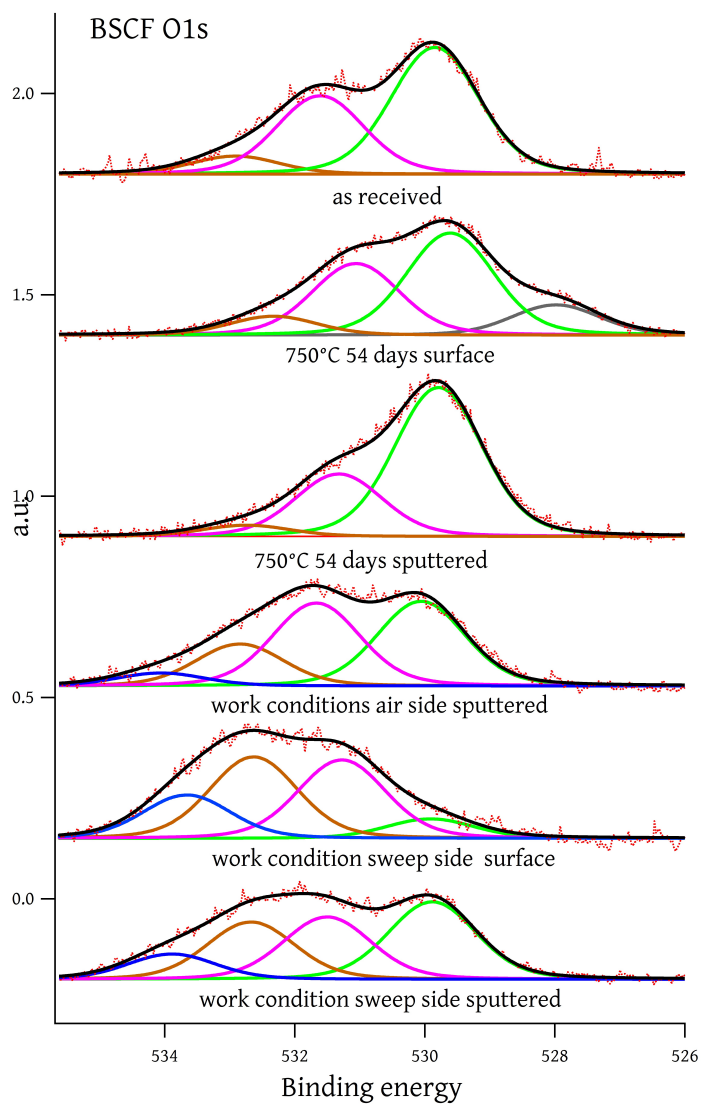 BSCF O1s
2.0
as received
1.5
750°C 54 days surface
1.0
a.u.
750°C 54 days sputtered
work conditions air side sputtered
0.5
work condition sweep side  surface
0.0
work condition sweep side sputtered
534 532 530 528 526
Binding energy